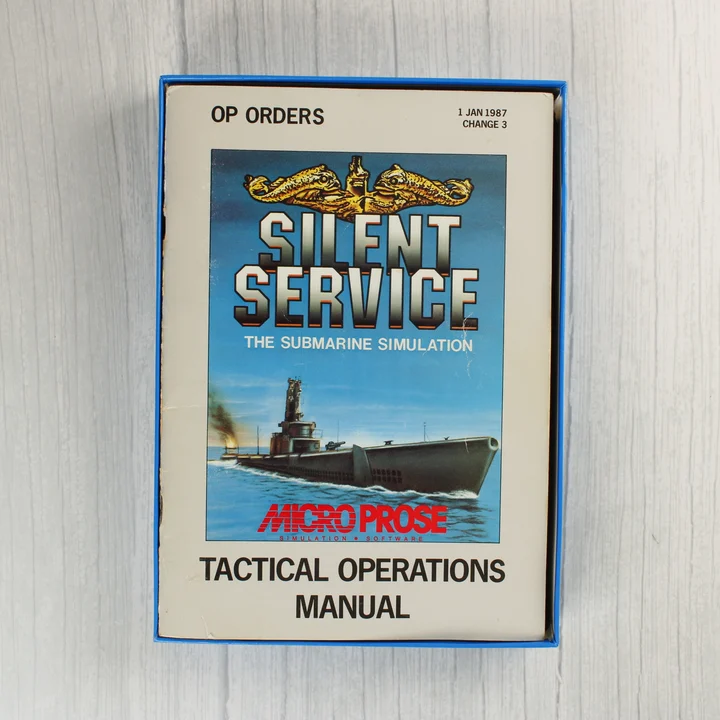 OP ORDERS
1 JAN 1987
CHANGE 3
SILENT
SERVICE
THE SUBMARINE SIMULATION
MICRO PROSE
SIMULATION • SOFTWARE
TACTICAL OPERATIONS
MANUAL